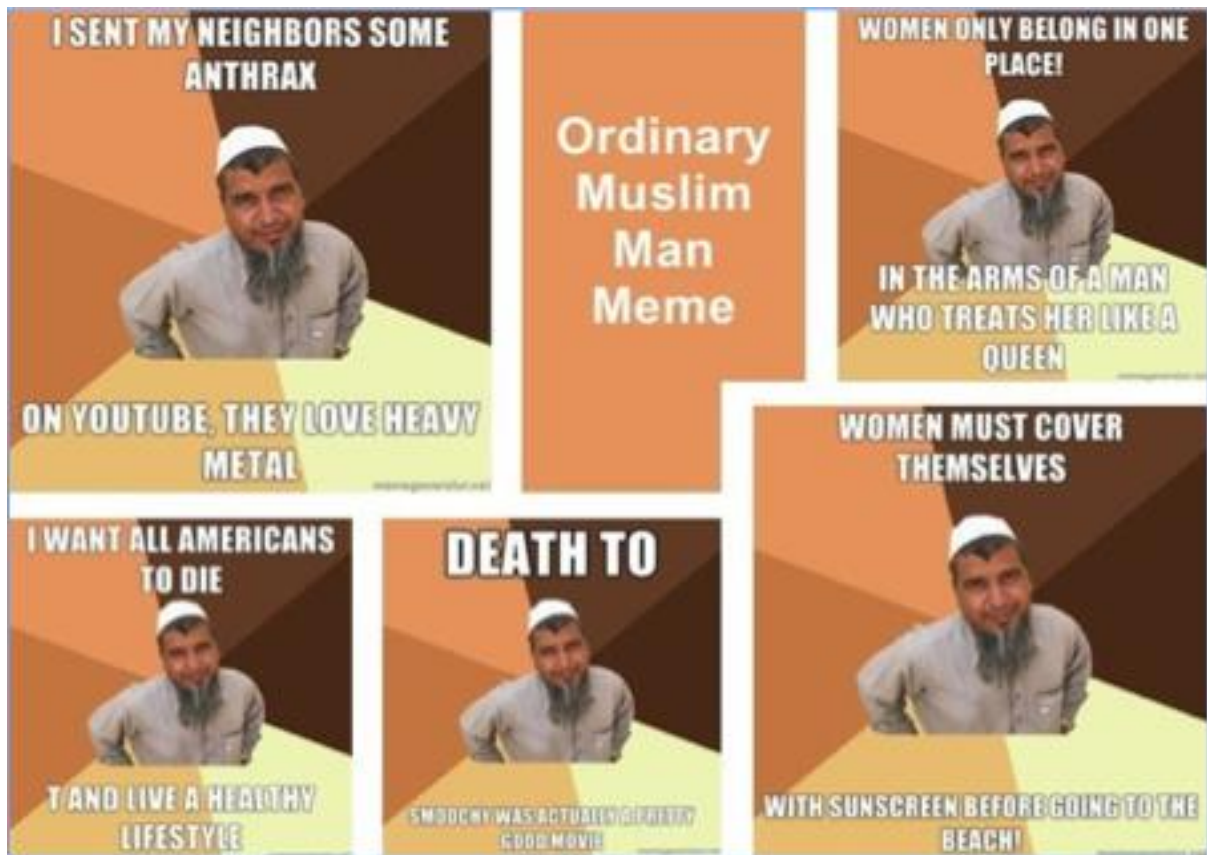 I SENT MY NEIGHBORS SOME
ANTHRAX
ON YOUTUBE, THEY LOVE HEAVY
METAL
Ordinary
Muslim
Man
Meme
WOMEN ONLY BELONG IN ONE
PLACE!
IN THE ARMS OF A MAN
WHO TREATS HER LIKE A
QUEEN
I WANT ALL AMERICANS
TO DIE
T AND LIVE A HEALTHY
LIFESTYLE
DEATH TO
SMOOCHY WAS ACTUALLY A PRETTY
GOOD MOVIE
WOMEN MUST COVER
THEMSELVES
WITH SUNSCREEN BEFORE GOING TO THE
BEACH!